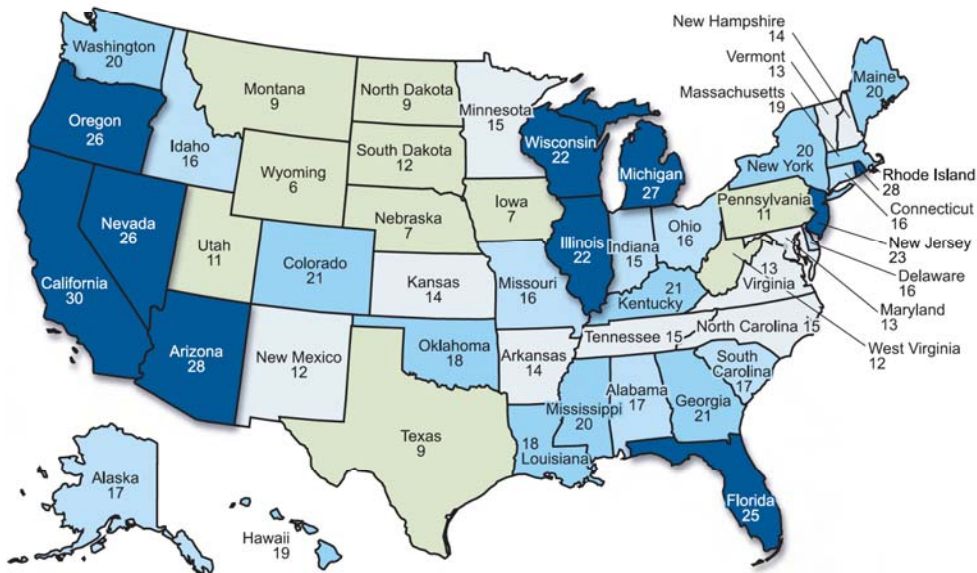 New Hampshire
14
Vermont
13
Massachusetts
19
Washington
20
Maine
20
Montana
9
North Dakota
9
Minnesota
15
Oregon
26
Idaho
16
Wisconsin
22
20
New York
South Dakota
12
Michigan
27
Rhode Island
28
Wyoming
6
Pennsylvania
11
Connecticut
16
Iowa
7
Nebraska
7
Nevada
26
Ohio
16
Illinois
22
Indiana
15
New Jersey
23
Utah
11
Colorado
21
California
30
Kansas
14
Missouri
16
13
Virginia
Delaware
16
21
Kentucky
Maryland
13
Tennessee 15
North Carolina 15
Oklahoma
18
Arizona
28
New Mexico
12
Arkansas
14
West Virginia
12
South
Carolina
17
Alabama
17
Georgia
21
Mississippi
20
Texas
9
18
Louisiana
Alaska
17
Florida
25
Hawaii
19